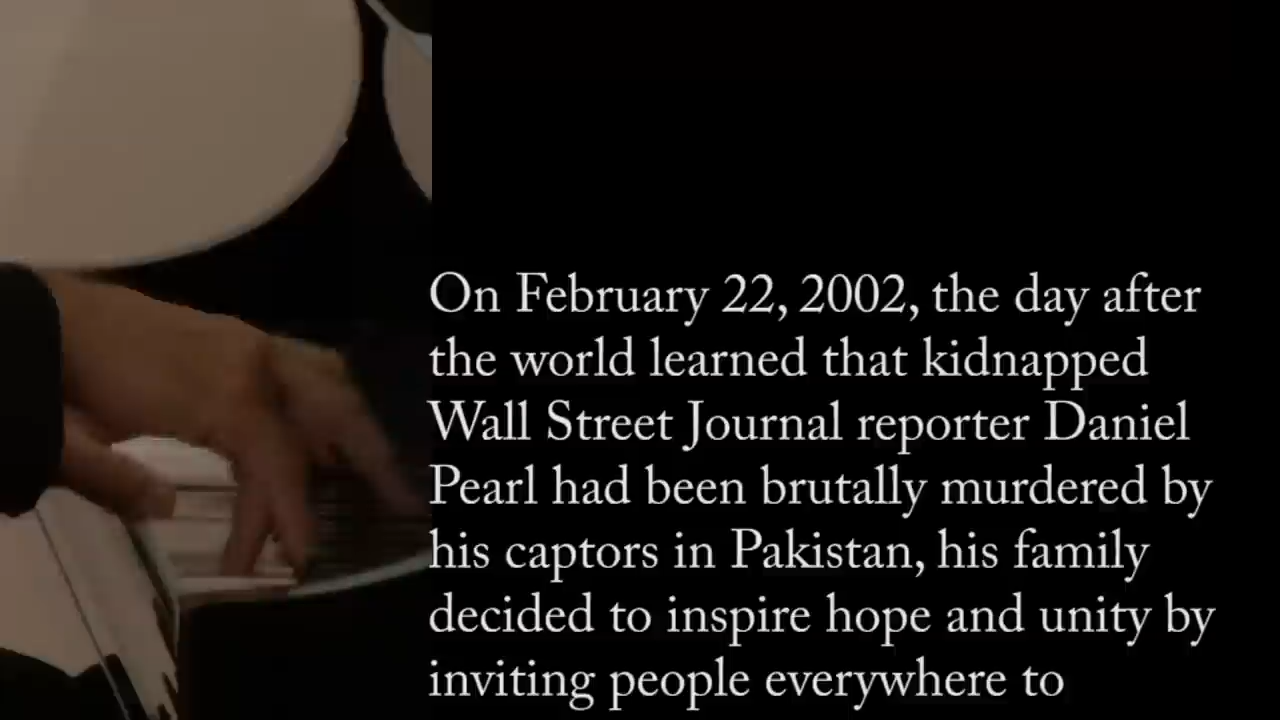 On February 22, 2002, the day after
the world learned that kidnapped
Wall Street Journal reporter Daniel
Pearl had been brutally murdered by
his captors in Pakistan, his family
decided to inspire hope and unity by
inviting people everywhere to